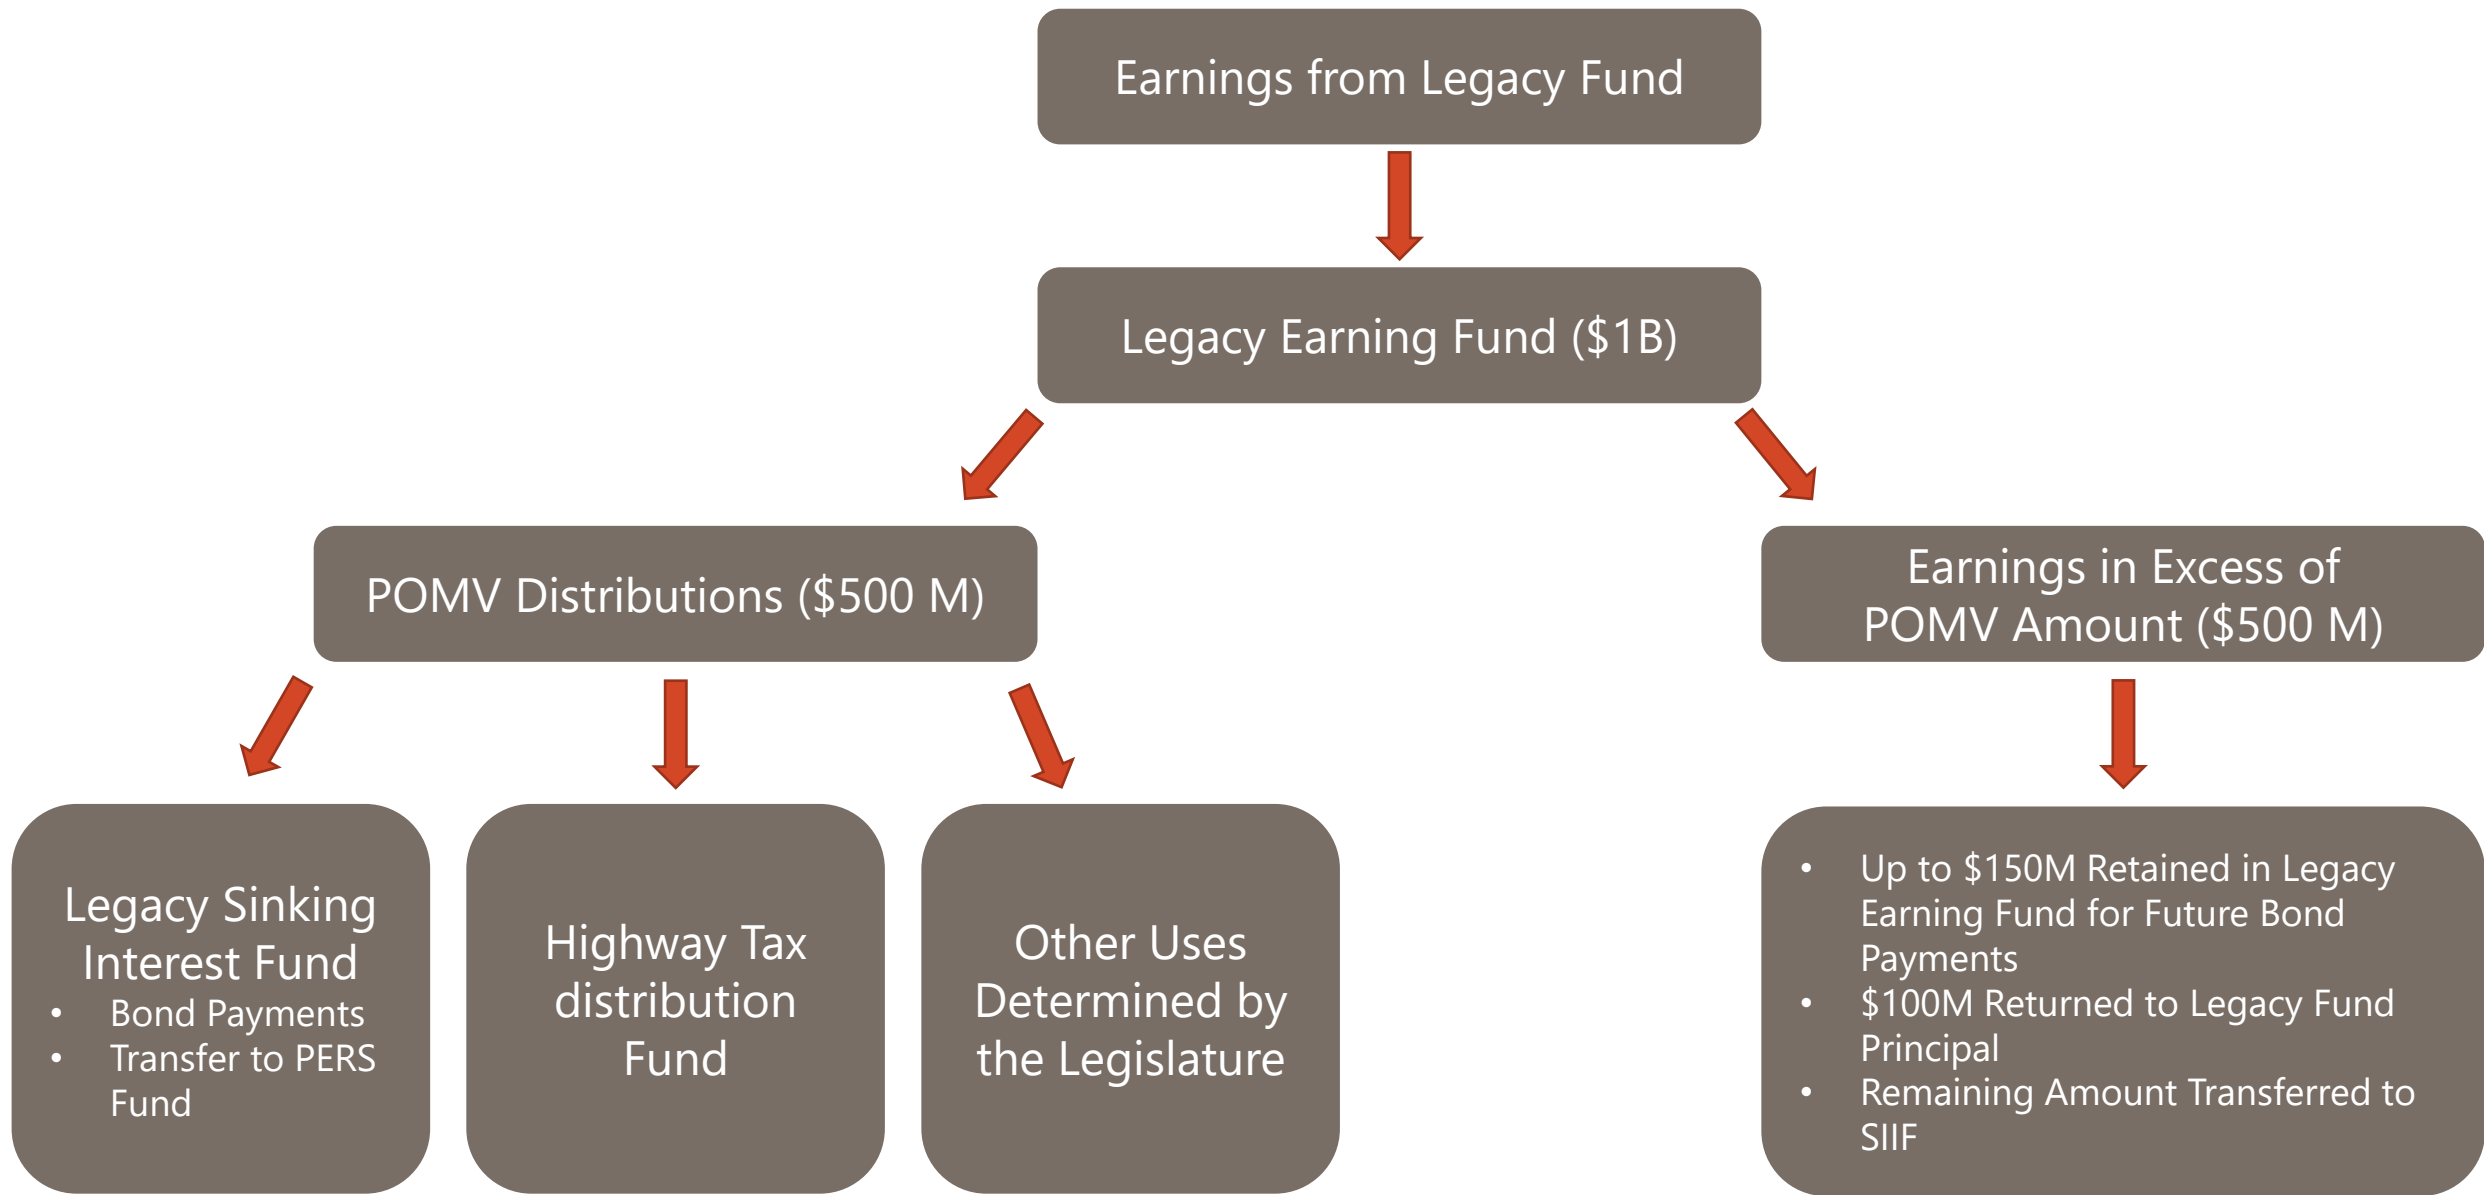 Earnings from Legacy Fund
Legacy Earning Fund ($1B)
POMV Distributions ($500 M)
Earnings in Excess of
POMV Amount ($500 M)
Legacy Sinking
Interest Fund
• Bond Payments
• Transfer to PERS
Fund
Highway Tax
distribution
Fund
Other Uses
Determined by
the Legislature
• Up to $150M Retained in Legacy
Earning Fund for Future Bond
Payments
• $100M Returned to Legacy Fund
Principal
• Remaining Amount Transferred to
SIIF